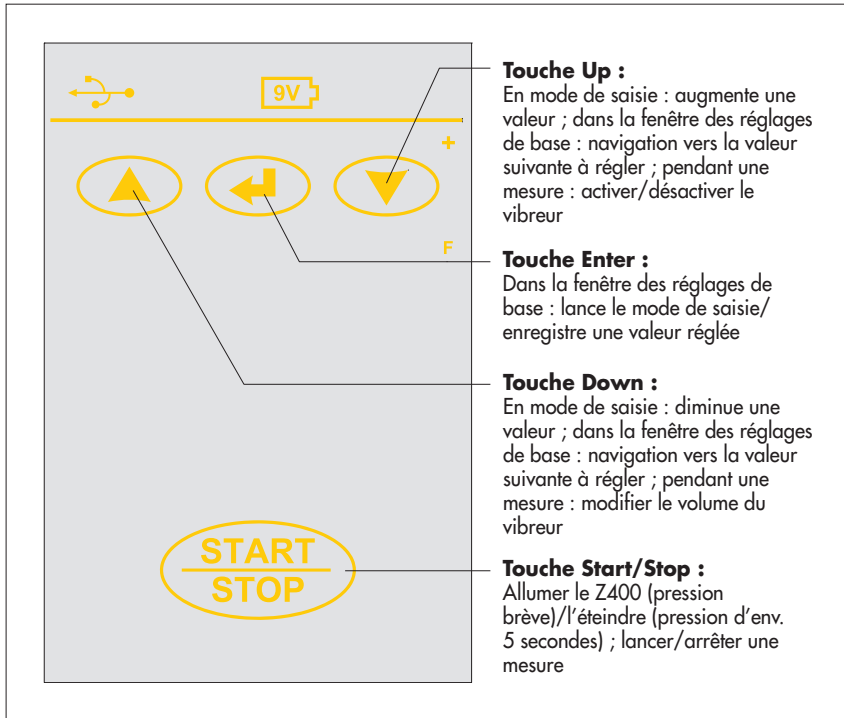 9V
+
F
START
STOP
Touche Up :
En mode de saisie : augmente une
valeur ; dans la fenêtre des réglages
de base : navigation vers la valeur
suivante à régler ; pendant une
mesure : activer/désactiver le
vibreur
Touche Enter :
Dans la fenêtre des réglages de
base : lance le mode de saisie/
enregistre une valeur réglée
Touche Down :
En mode de saisie : diminue une
valeur ; dans la fenêtre des réglages
de base : navigation vers la valeur
suivante à régler ; pendant une
mesure : modifier le volume du
vibreur
Touche Start/Stop :
Allumer le Z400 (pression
brève)/l'éteindre (pression d'env.
5 secondes) ; lancer/arrêter une
mesure